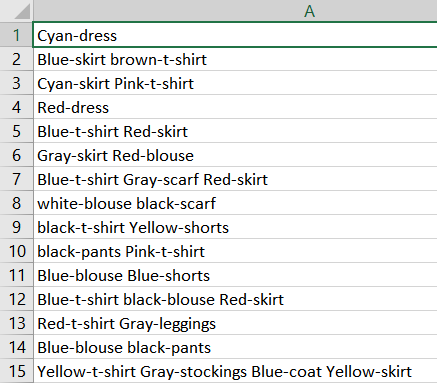 A
1 Cyan-dress
2 Blue-skirt brown-t-shirt
3 Cyan-skirt Pink-t-shirt
4 Red-dress
5 Blue-t-shirt Red-skirt
6 Gray-skirt Red-blouse
7 Blue-t-shirt Gray-scarf Red-skirt
8 white-blouse black-scarf
9 black-t-shirt Yellow-shorts
10 black-pants Pink-t-shirt
11 Blue-blouse Blue-shorts
12 Blue-t-shirt black-blouse Red-skirt
13 Red-t-shirt Gray-leggings
14 Blue-blouse black-pants
15 Yellow-t-shirt Gray-stockings Blue-coat Yellow-skirt